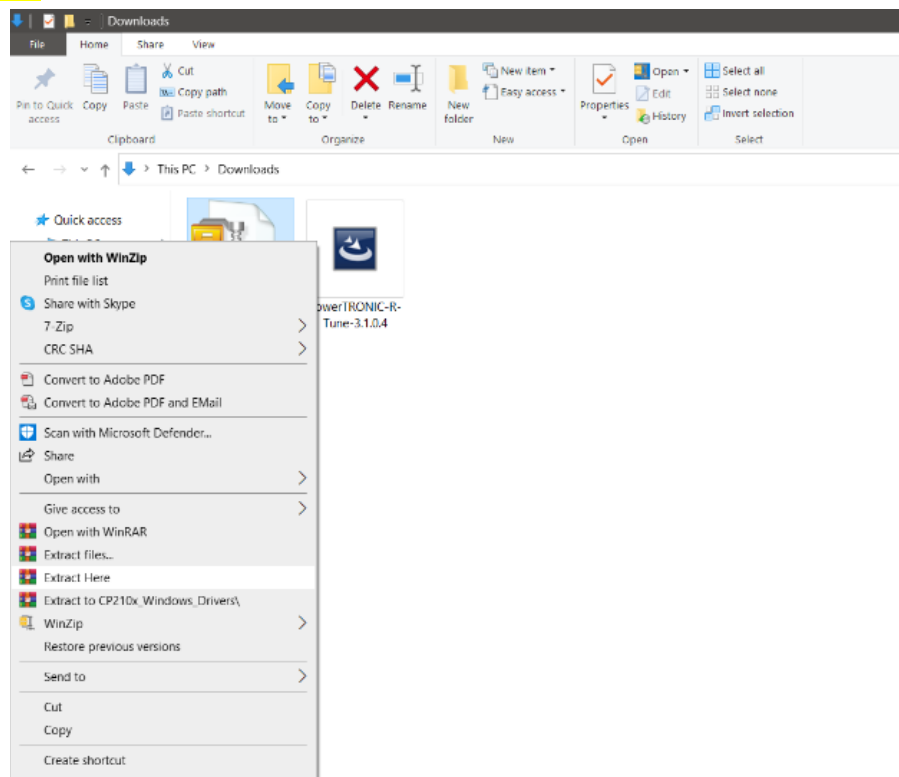 Downloads
File Home Share View
Pin to Quick access
Copy
Paste
Cut
Copy path
Paste shortcut
Move to
Copy to
Delete
Rename
New folder
New item
Easy access
Properties
Open
Edit
History
Select all
Select none
Invert selection
Clipboard Organize New Open Select
This PC > Downloads
Quick access
owerTRONIC-R-
Tune-3.1.0.4
Open with WinZip
Print file list
Share with Skype
7-Zip
CRC SHA
Convert to Adobe PDF
Convert to Adobe PDF and EMail
Scan with Microsoft Defender...
Share
Open with
Give access to
Open with WinRAR
Extract files...
Extract Here
Extract to CP210x_Windows_Drivers\
WinZip
Restore previous versions
Send to
Cut
Copy
Create shortcut